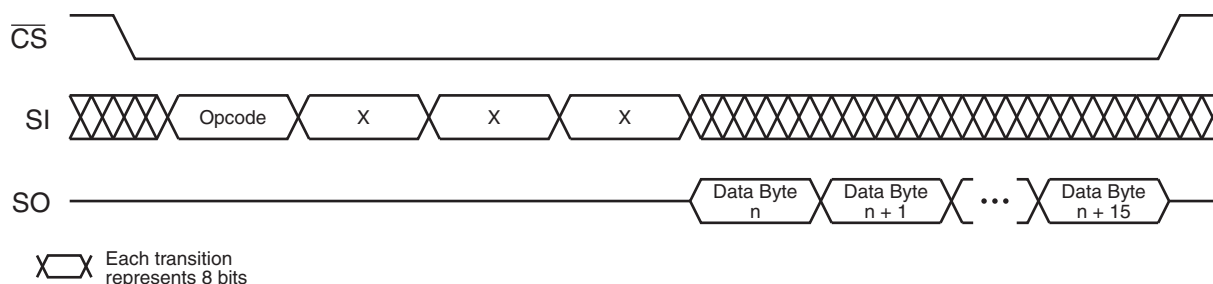 CS
SI Opcode X X X
SO Data Byte n Data Byte n + 1 ••• Data Byte n + 15
Each transition
represents 8 bits